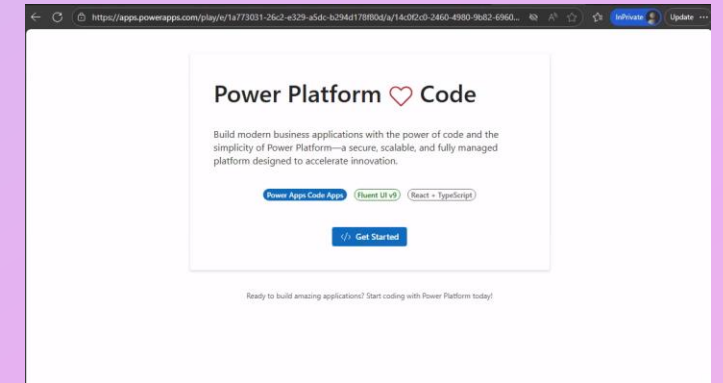 https://apps.powerapps.com/play/e/1a773031-26c2-e329-a5dc-b294d178f80d/a/14c0f2c0-2460-4980-9b82-6960...
InPrivate
Update
Power Platform Code
Build modern business applications with the power of code and the
simplicity of Power Platform—a secure, scalable, and fully managed
platform designed to accelerate innovation.
Power Apps Code Apps
Fluent UI v9
React + TypeScript
</> Get Started
Ready to build amazing applications? Start coding with Power Platform today!